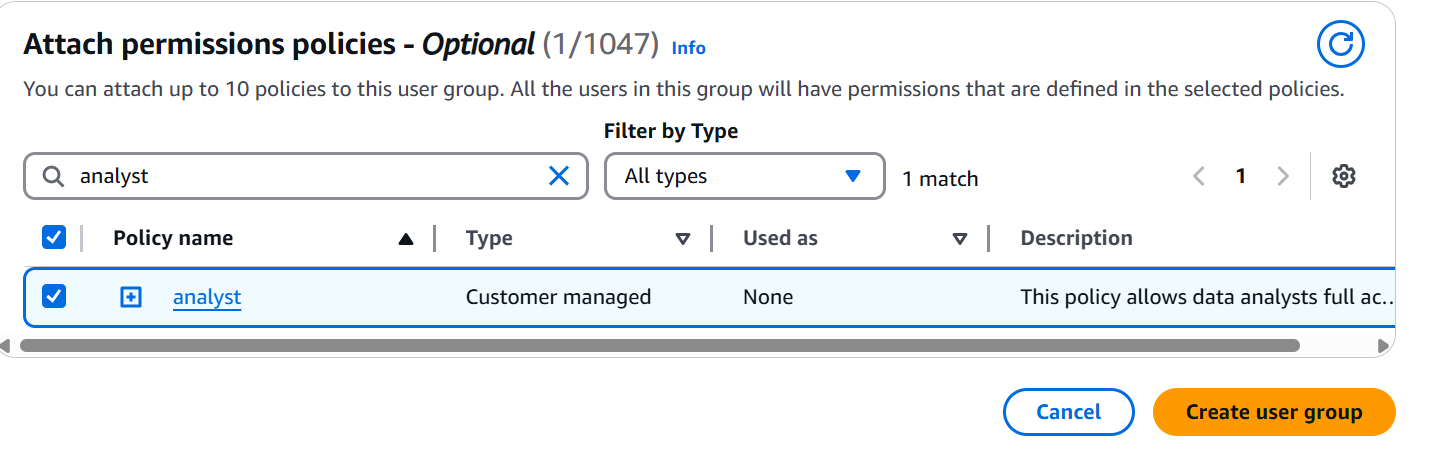 Attach permissions policies - Optional (1/1047) Info
You can attach up to 10 policies to this user group. All the users in this group will have permissions that are defined in the selected policies.
Filter by Type
analyst All types 1 match 1
Policy name Type Used as Description
analyst Customer managed None This policy allows data analysts full ac...
Cancel Create user group